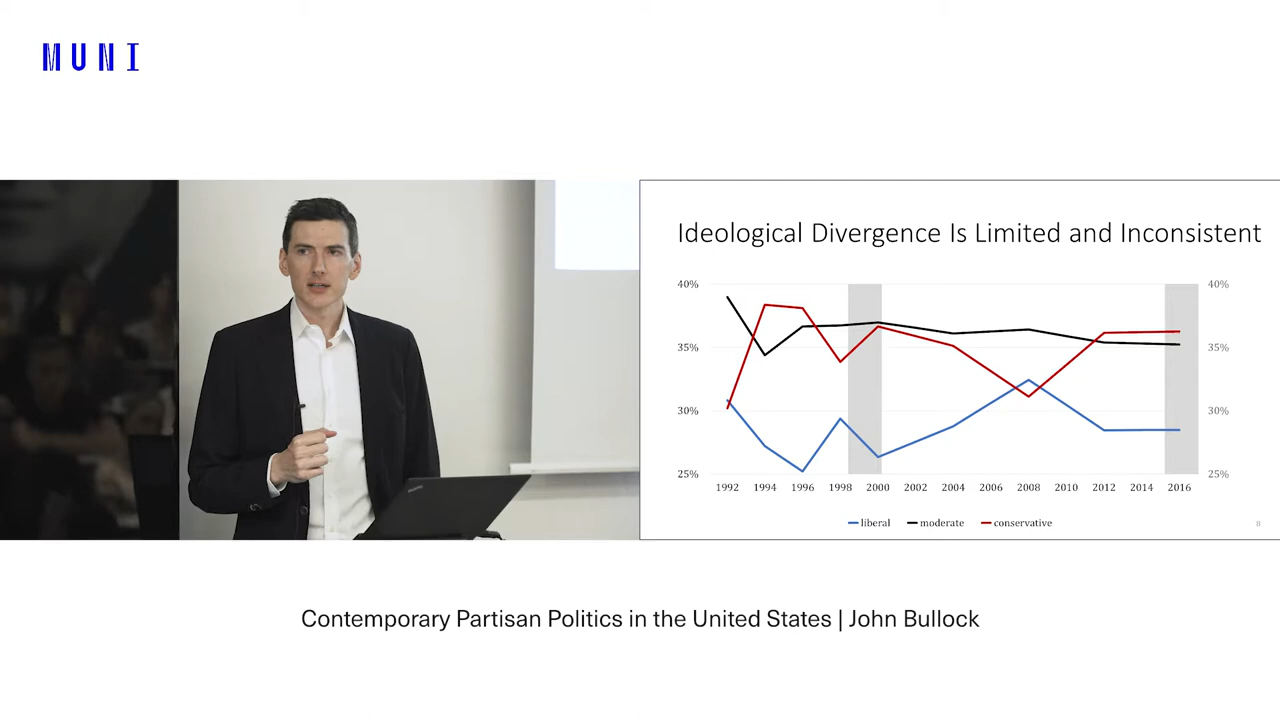 MUNI
Ideological Divergence Is Limited and Inconsistent
40% 40%
35% 35%
30% 30%
25% 25%
1992 1994 1996 1998 2000 2002 2004 2006 2008 2010 2012 2014 2016
liberal moderate conservative
8
Contemporary Partisan Politics in the United States | John Bullock